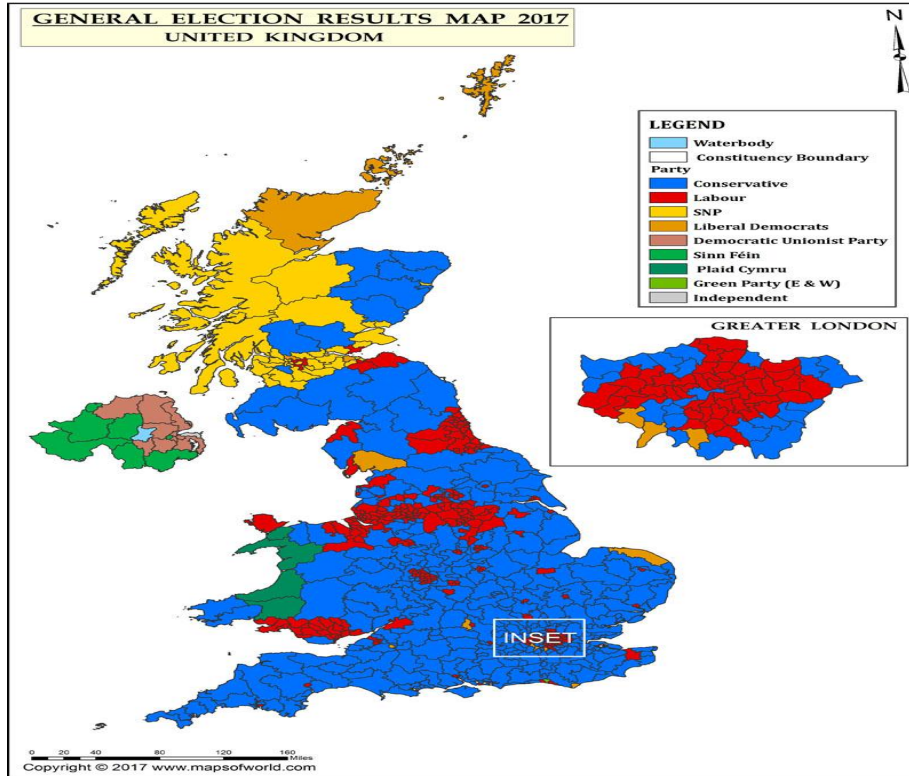 GENERAL ELECTION RESULTS MAP 2017
UNITED KINGDOM
N
LEGEND
Waterbody
Constituency Boundary
Party
Conservative
Labour
SNP
Liberal Democrats
Democratic Unionist Party
Sinn Féin
Plaid Cymru
Green Party (E & W)
Independent
GREATER LONDON
INSET
0 20 40 80 120 160
Miles
Copyright © 2017 www.mapsofworld.com